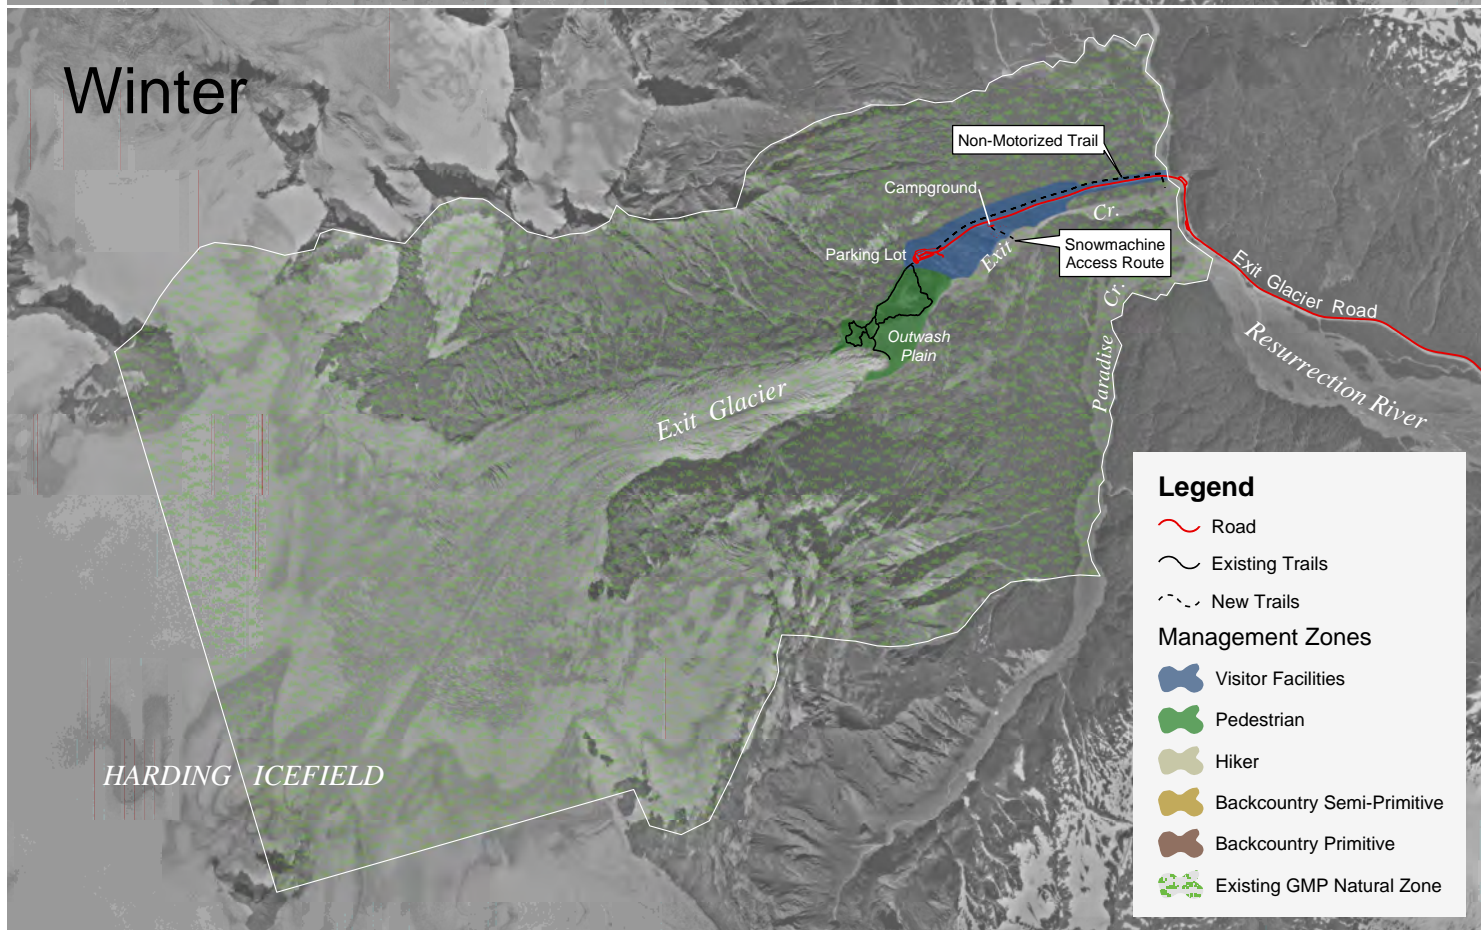 Winter
Non-Motorized Trail
Campground
Cr.
Parking Lot
Exit
Snowmachine
Access Route
Exit Glacier Road
Cr.
Outwash
Plain
Resurrection River
Paradise
Exit Glacier
HARDING ICEFIELD
Legend
Road
Existing Trails
New Trails
Management Zones
Visitor Facilities
Pedestrian
Hiker
Backcountry Semi-Primitive
Backcountry Primitive
Existing GMP Natural Zone